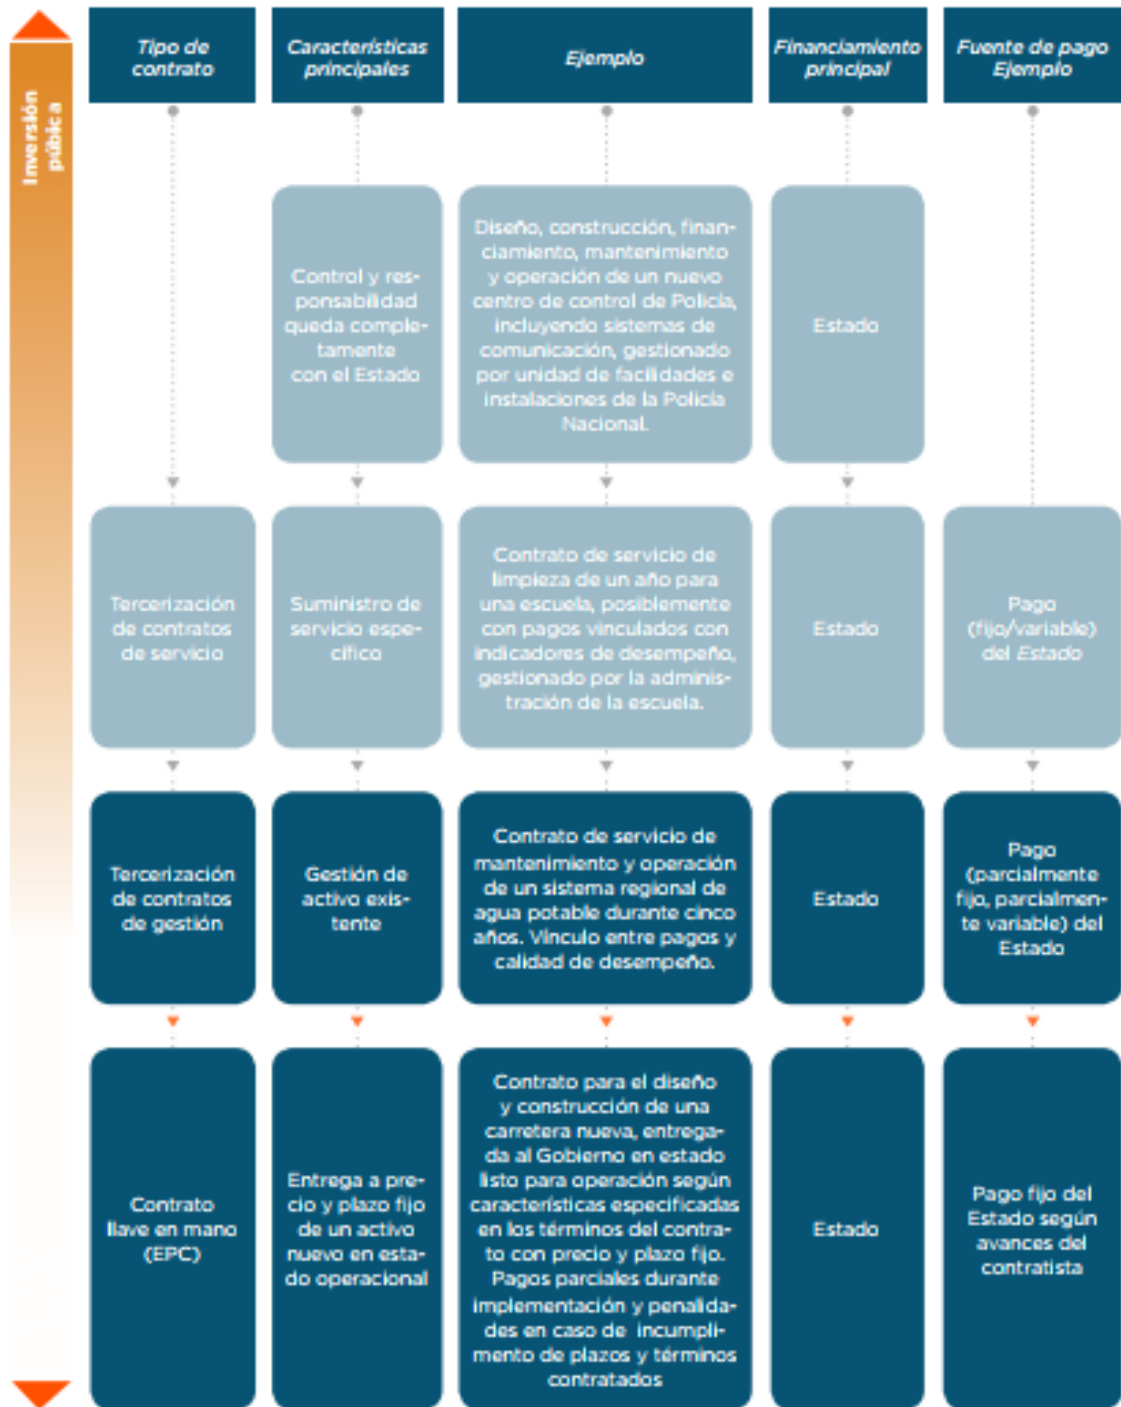 Inversión
púbica
Tipo de
contrato
Características
principales
Ejemplo
Financiamiento
principal
Fuente de pago
Ejemplo
Control y res-
ponsabilidad
queda comple-
tamente
con el Estado
Diseño, construcción, finan-
ciamiento, mantenimiento
y operación de un nuevo
centro de control de Policía,
incluyendo sistemas de
comunicación, gestionado
por unidad de facilidades e
instalaciones de la Policía
Nacional.
Estado
Tercerización
de contratos
de servicio
Suministro de
servicio espe-
cífico
Contrato de servicio de
limpieza de un año para
una escuela, posiblemente
con pagos vinculados con
indicadores de desempeño,
gestionado por la adminis-
tración de la escuela.
Estado
Pago
(fijo/variable)
del Estado
Tercerización
de contratos
de gestión
Gestión de
activo exis-
tente
Contrato de servicio de
mantenimiento y operación
de un sistema regional de
agua potable durante cinco
años. Vínculo entre pagos y
calidad de desempeño.
Estado
Pago
(parcialmente
fijo, parcialmen-
te variable) del
Estado
Contrato
llave en mano
(EPC)
Entrega a pre-
cio y plazo fijo
de un activo
nuevo en esta-
do operacional
Contrato para el diseño
y construcción de una
carretera nueva, entrega-
da al Gobierno en estado
listo para operación según
características especificadas
en los términos del contra-
to con precio y plazo fijo.
Pagos parciales durante
implementación y penalida-
des en caso de incumpli-
mento de plazos y términos
contratados
Estado
Pago fijo del
Estado según
avances del
contratista